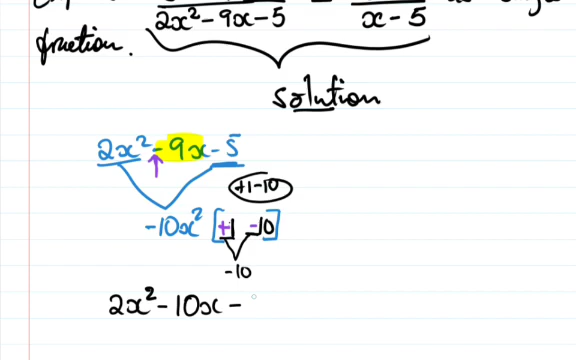 2x² - 9x - 5 x - 5
fraction.
solution
2x² - 9x - 5
+1-10
-10x² [+1 -10]
-10
2x² - 10x -